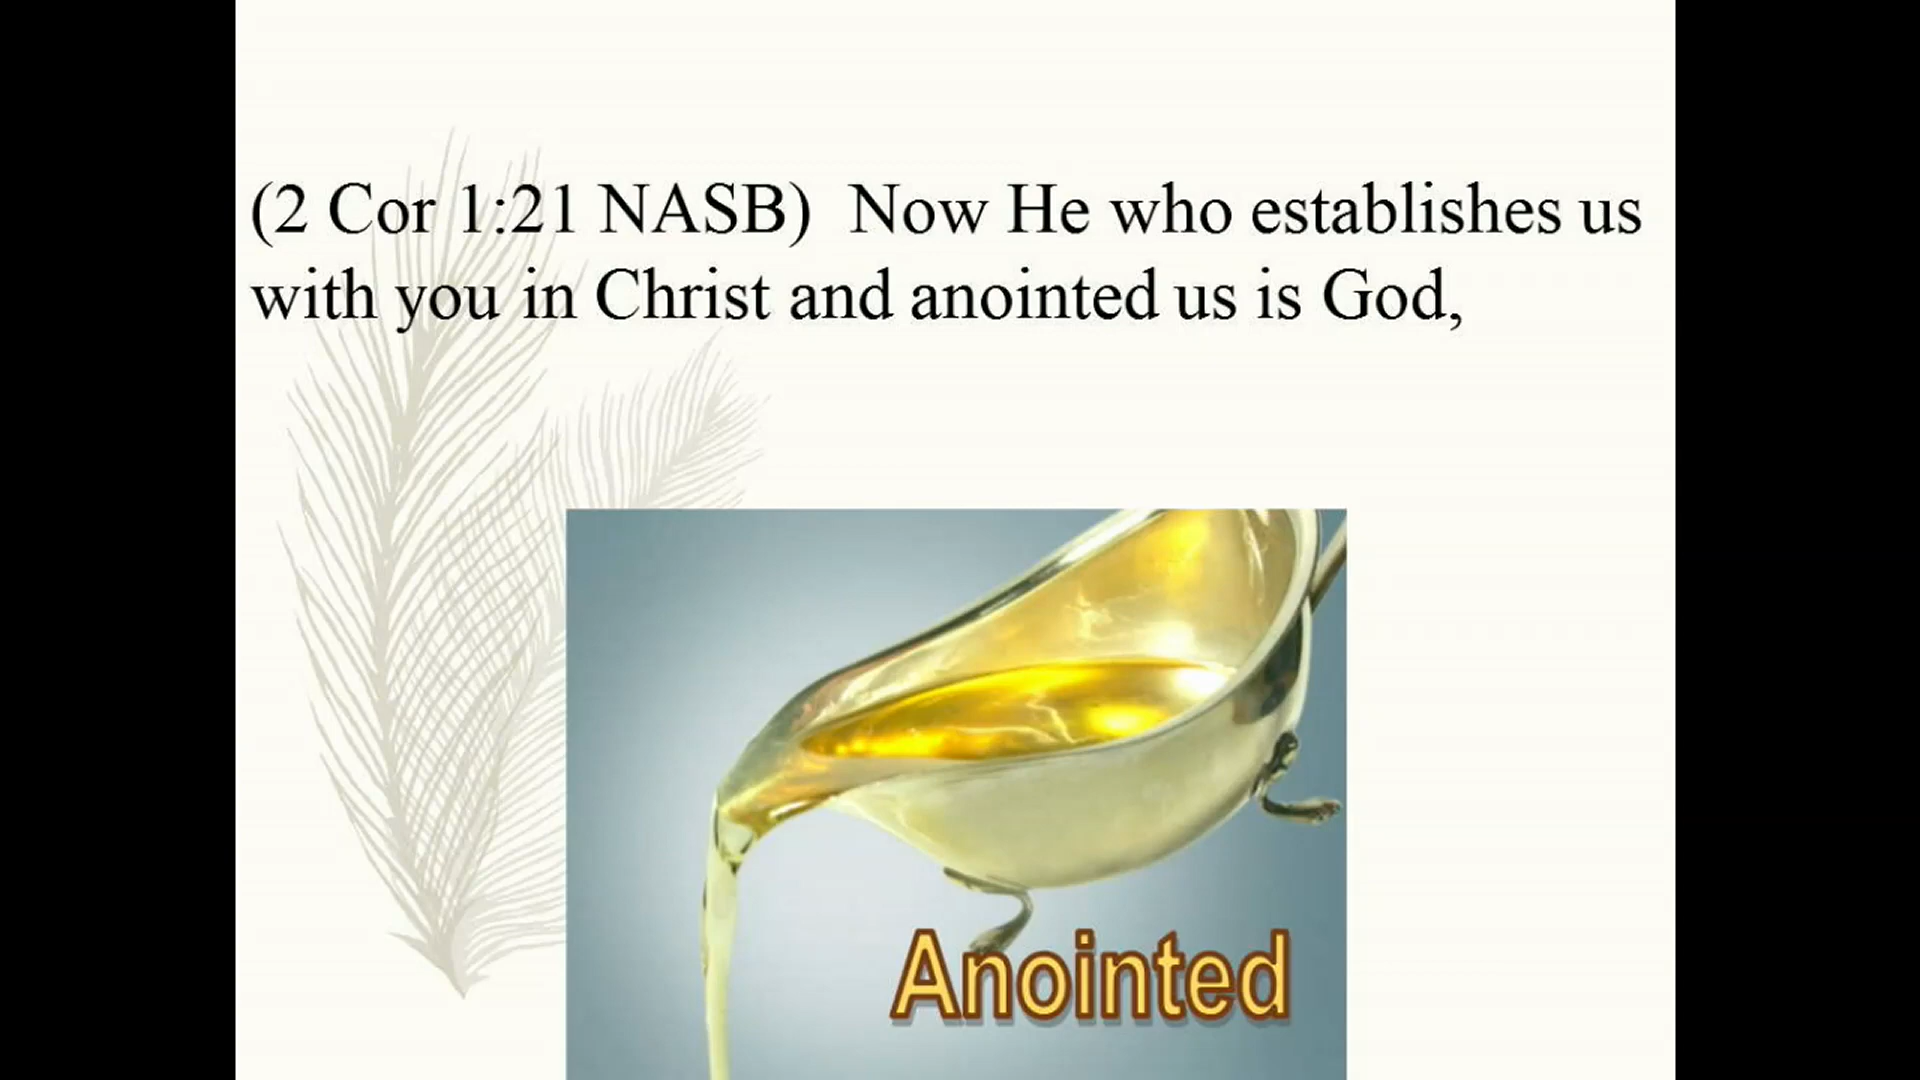 (2 Cor 1:21 NASB)  Now He who establishes us
with you in Christ and anointed us is God,
Anointed